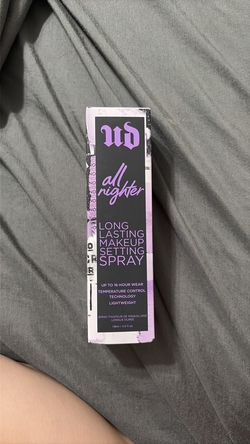 ud
all
nighter
LONG
LASTING
MAKEUP
SETTING
SPRAY
UP TO 16 HOUR WEAR
TEMPERATURE CONTROL
TECHNOLOGY
LIGHTWEIGHT